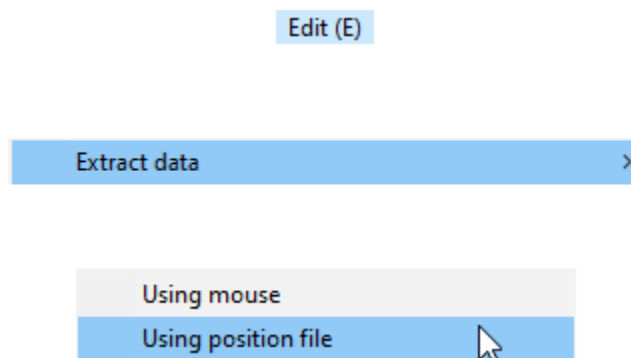 Edit (E)
Extract data
Using mouse
Using position file